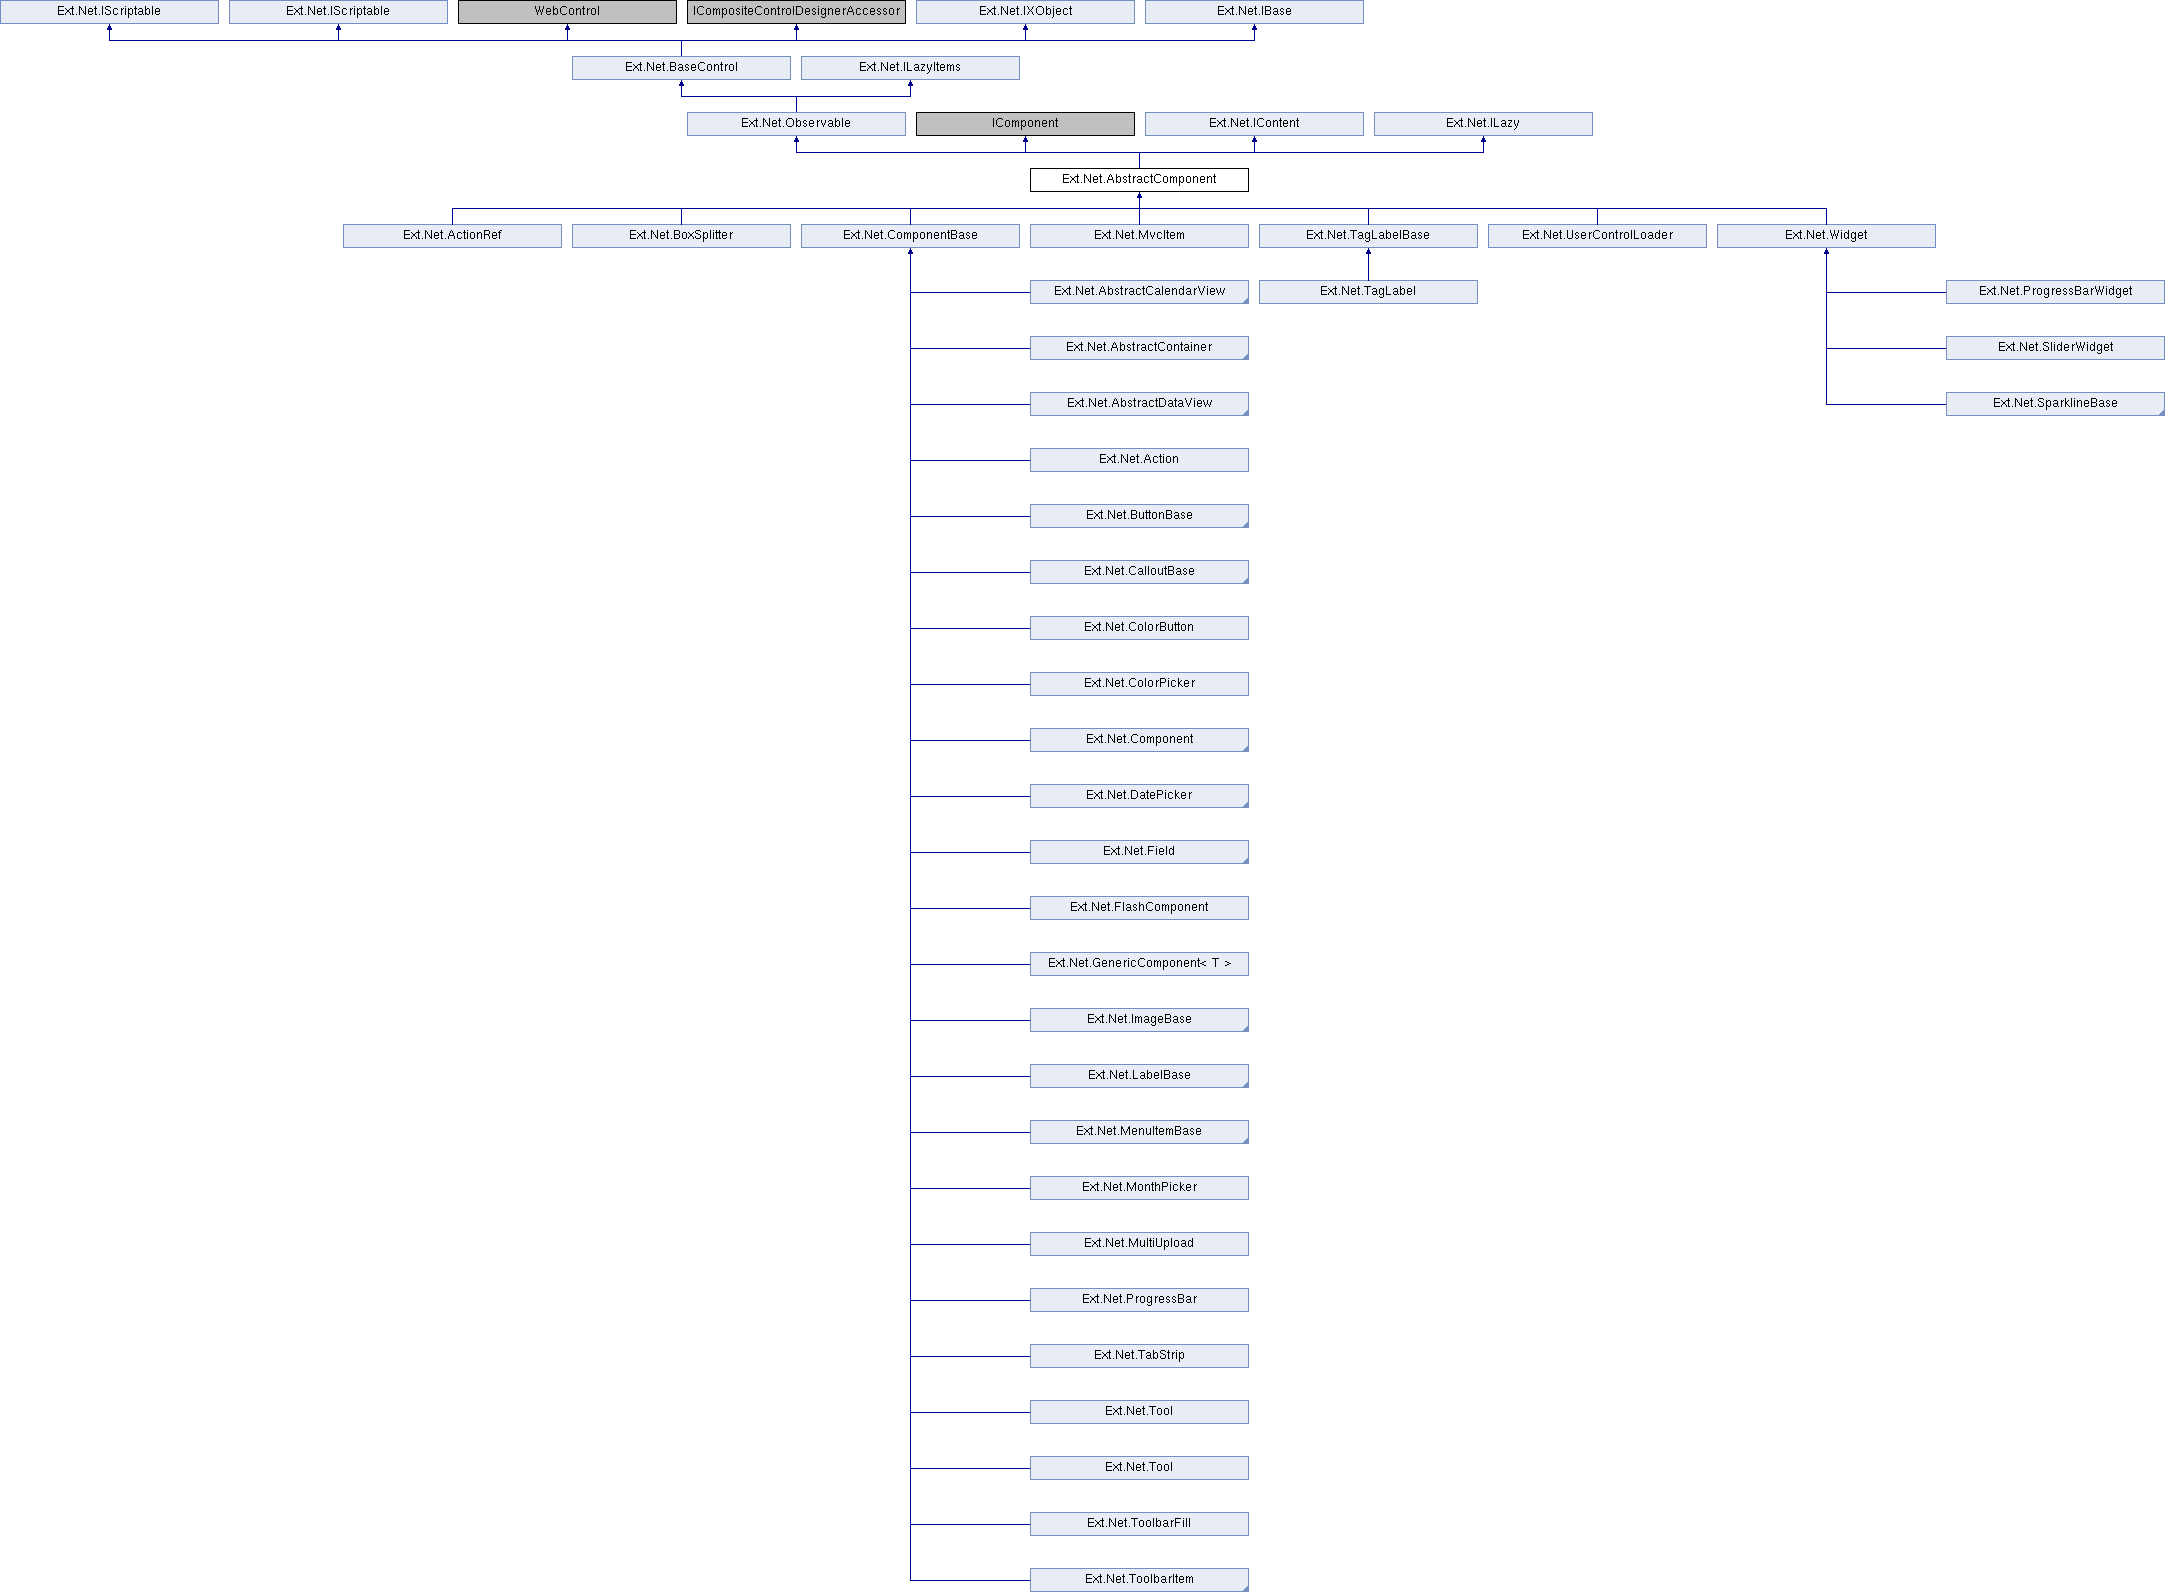 Ext.Net.IScriptable
Ext.Net.IScriptable
WebControl
ICompositeControlDesignerAccessor
Ext.Net.IXObject
Ext.Net.IBase
Ext.Net.BaseControl
Ext.Net.ILazyItems
Ext.Net.Observable
IComponent
Ext.Net.IContent
Ext.Net.ILazy
Ext.Net.AbstractComponent
Ext.Net.ActionRef
Ext.Net.BoxSplitter
Ext.Net.ComponentBase
Ext.Net.MvcItem
Ext.Net.TagLabelBase
Ext.Net.UserControlLoader
Ext.Net.Widget
Ext.Net.AbstractCalendarView
Ext.Net.TagLabel
Ext.Net.ProgressBarWidget
Ext.Net.AbstractContainer
Ext.Net.SliderWidget
Ext.Net.AbstractDataView
Ext.Net.SparklineBase
Ext.Net.Action
Ext.Net.ButtonBase
Ext.Net.CalloutBase
Ext.Net.ColorButton
Ext.Net.ColorPicker
Ext.Net.Component
Ext.Net.DatePicker
Ext.Net.Field
Ext.Net.FlashComponent
Ext.Net.GenericComponent< T >
Ext.Net.ImageBase
Ext.Net.LabelBase
Ext.Net.MenuItemBase
Ext.Net.MonthPicker
Ext.Net.MultiUpload
Ext.Net.ProgressBar
Ext.Net.TabStrip
Ext.Net.Tool
Ext.Net.Tool
Ext.Net.ToolbarFill
Ext.Net.ToolbarItem